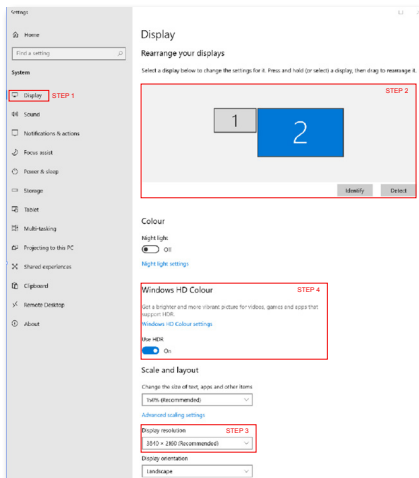 Settings
Home
Find a setting
System
Display STEP 1
Sound
Notifications & actions
Focus assist
Power & sleep
Storage
Tablet
Multi-tasking
Projecting to this PC
Shared experiences
Clipboard
Remote Desktop
About
Display
Rearrange your displays
Select a display below to change the settings for it. Press and hold (or select) a display, then drag to rearrange it.
STEP 2
1
2
Identify Detect
Colour
Night light
Off
Night light settings
Windows HD Colour STEP 4
Get a brighter and more vibrant picture for videos, games and apps that
support HDR.
Windows HD Colour settings
Use HDR
On
Scale and layout
Change the size of text, apps and other items
(Recommended)
Advanced scaling settings
Display resolution STEP 3
3840 × 2160 (Recommended)
Display orientation
Landscape